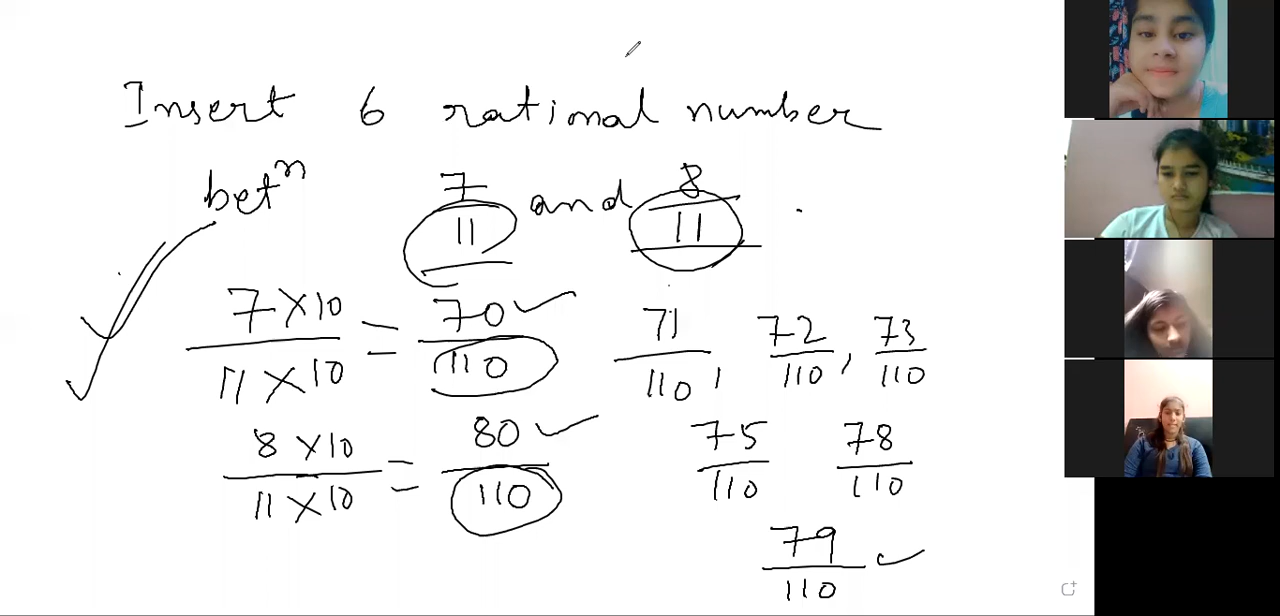 Insert 6 rational number
betⁿ 7/11 and 8/11 .
7×10/11×10 = 70/110 71/110, 72/110, 73/110
8×10/11×10 = 80/110 75/110 78/110
79/110